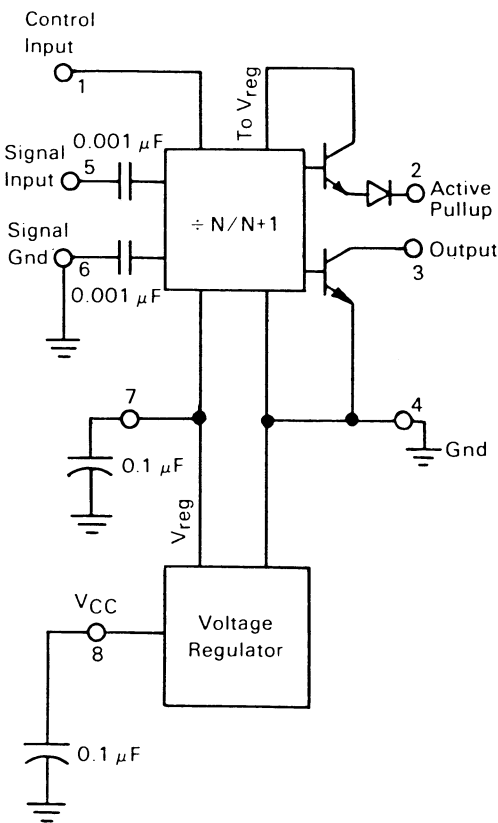 Control
Input
1
To Vreg
0.001 μF
Signal
Input
5
2
Active
Pullup
÷ N/N+1
Signal
Gnd
6
0.001 μF
Output
3
7
4
Gnd
0.1 μF
Vreg
VCC
8
Voltage
Regulator
0.1 μF